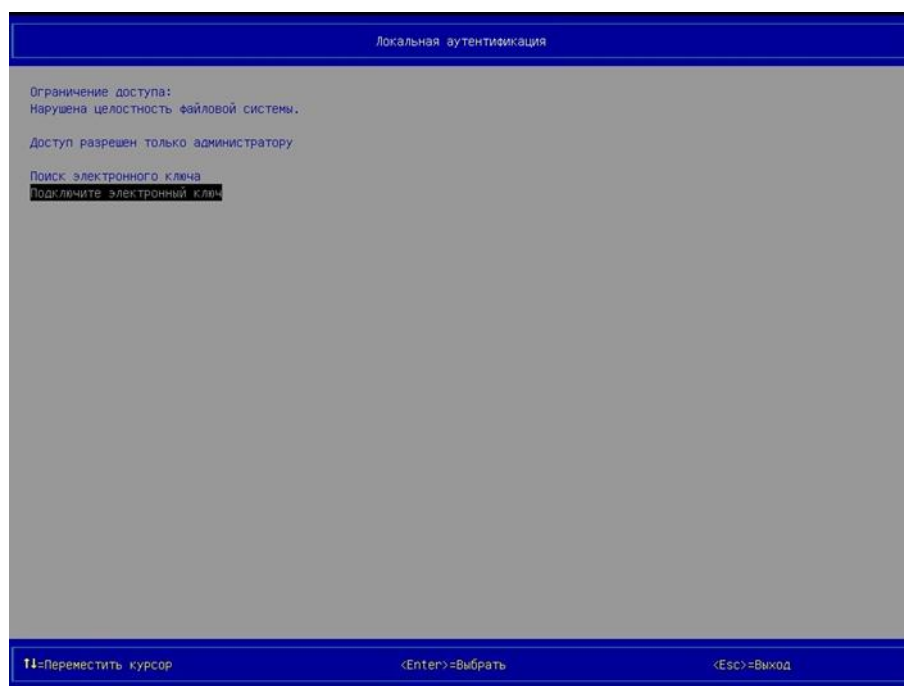 Локальная аутентификация
Ограничение доступа:
Нарушена целостность файловой системы.
Доступ разрешен только администратору
Поиск электронного ключа
Подключите электронный ключ
↑↓=Переместить курсор
<Enter>=Выбрать
<Esc>=Выход